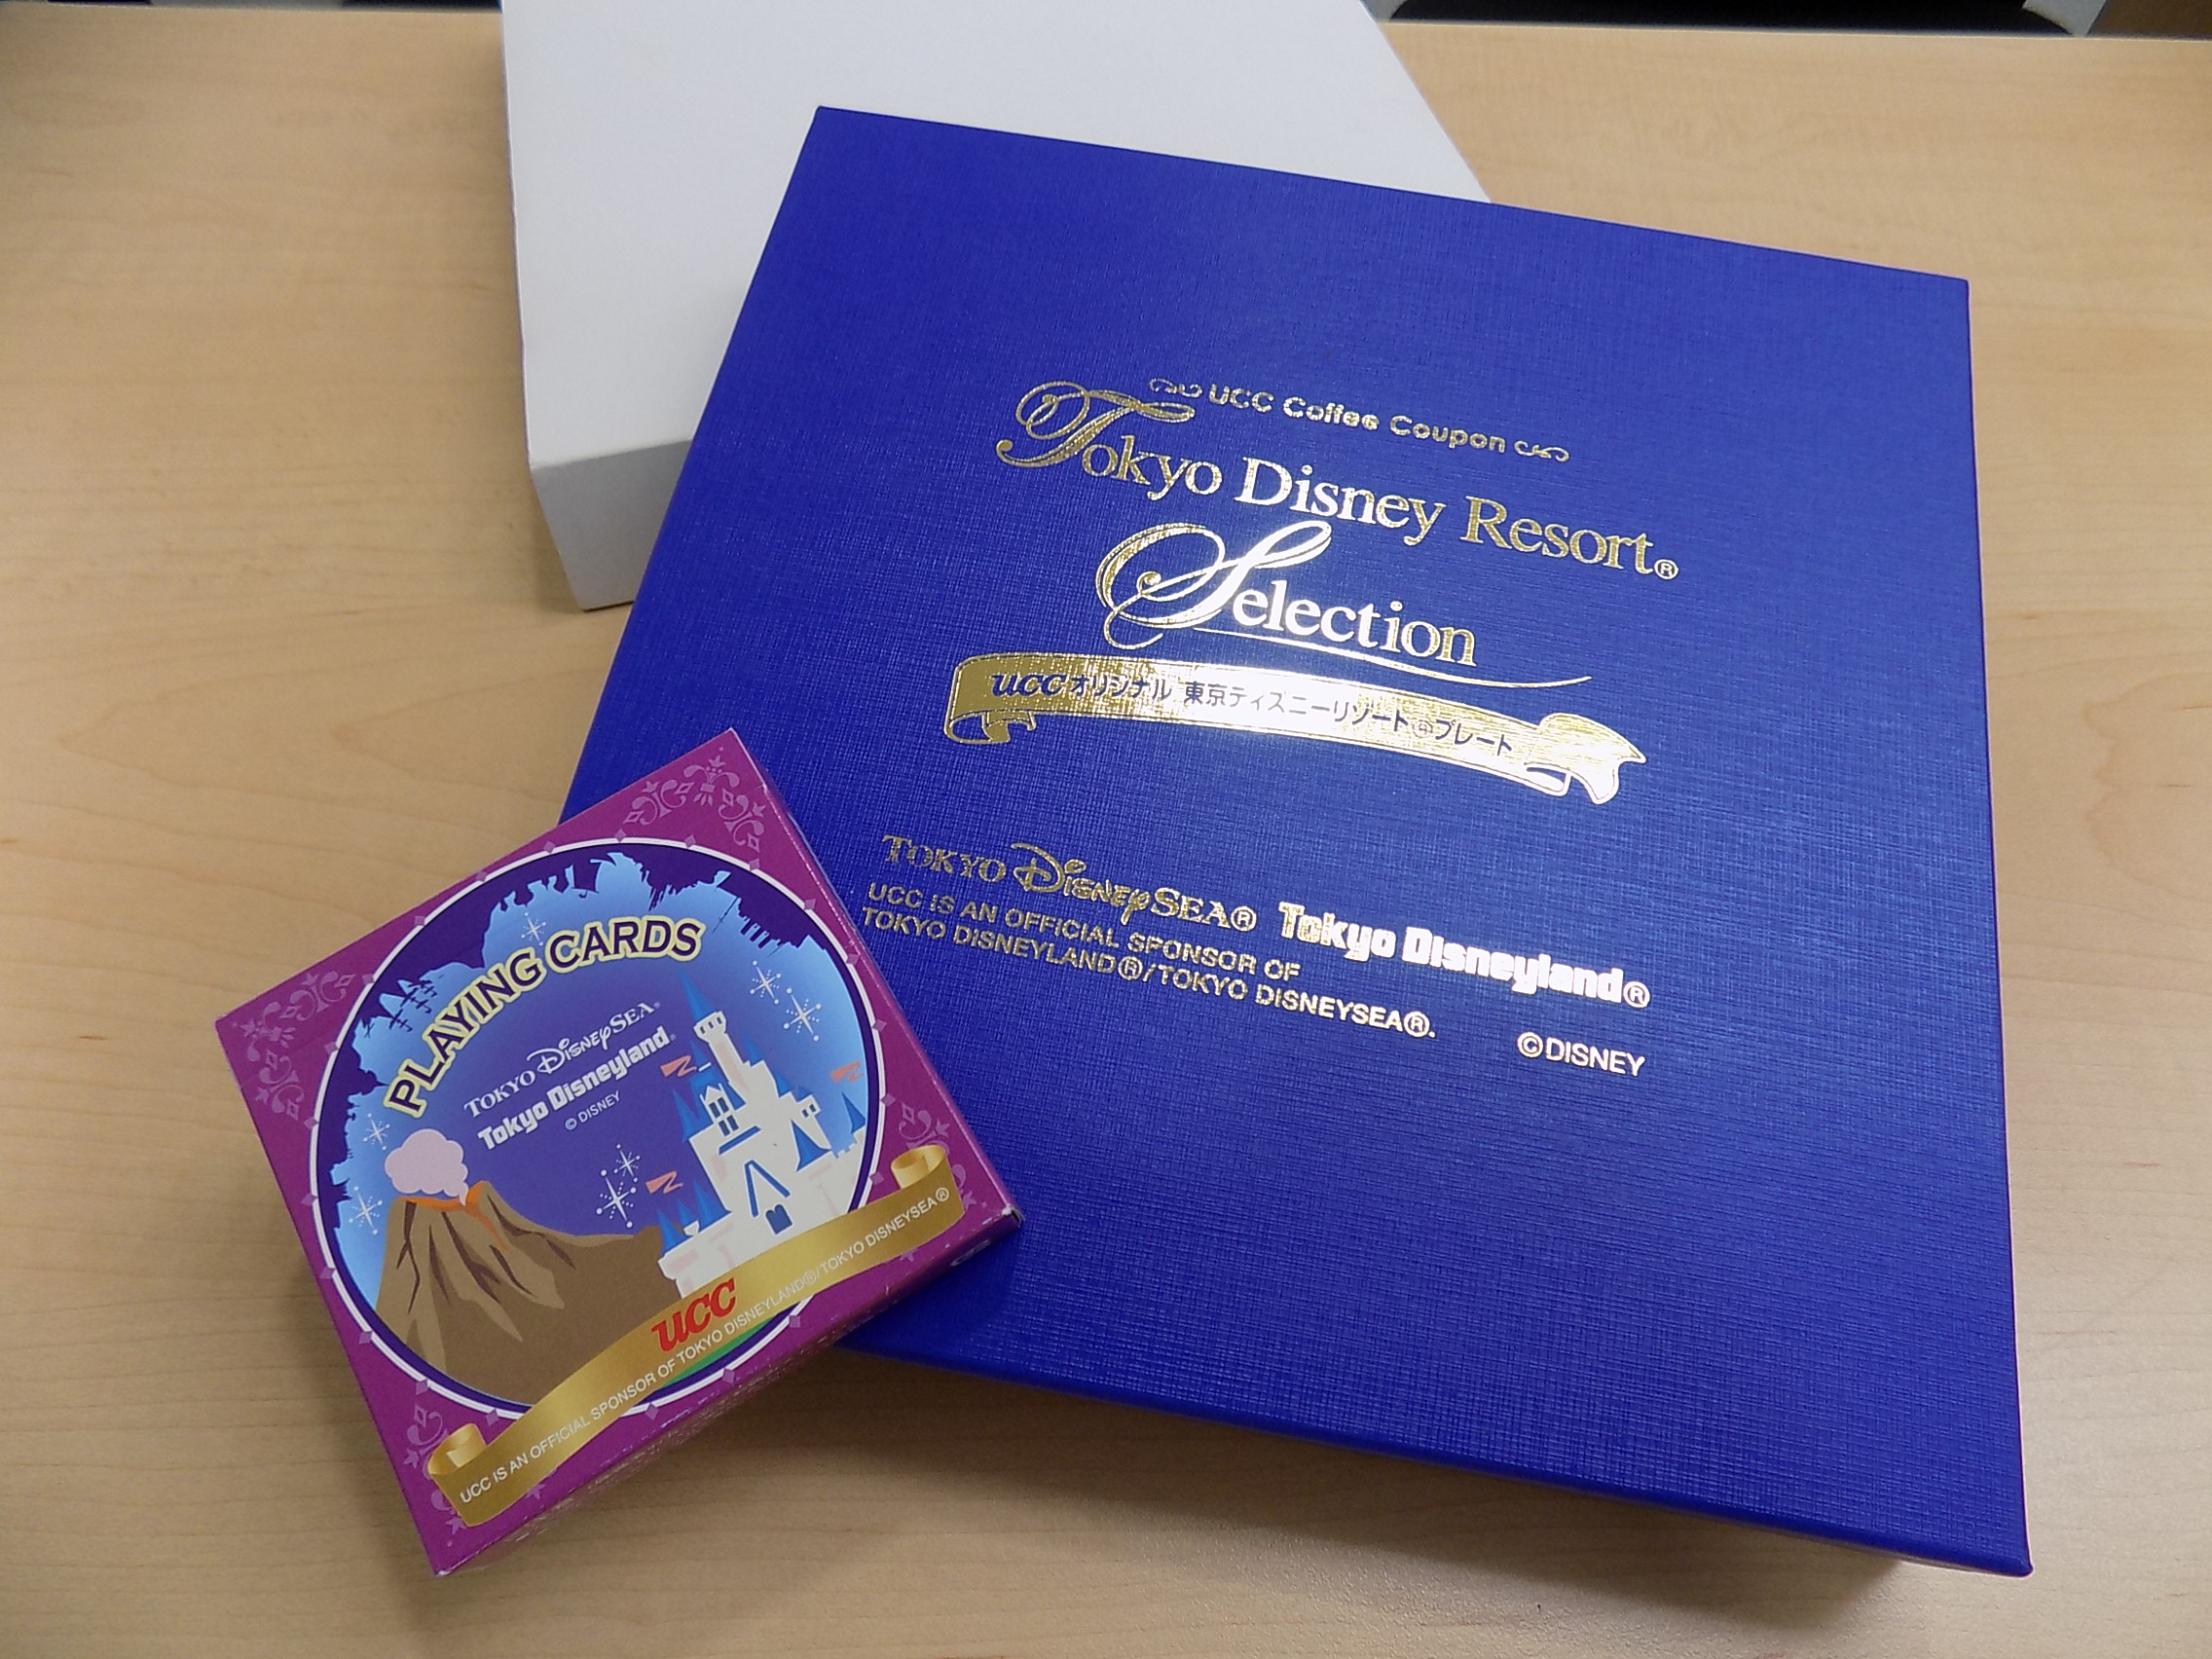 UCC Coffee Coupon
Tokyo Disney Resort®
Selection
UCC オリジナル 東京ディズニーリゾート®プレート
TOKYO DISNEYSEA® Tokyo Disneyland®
UCC IS AN OFFICIAL SPONSOR OF
TOKYO DISNEYLAND®/TOKYO DISNEYSEA®.
©DISNEY
PLAYING CARDS
TOKYO DISNEYSEA®
Tokyo Disneyland®
© DISNEY
UCC
UCC IS AN OFFICIAL SPONSOR OF TOKYO DISNEYLAND®/TOKYO DISNEYSEA®